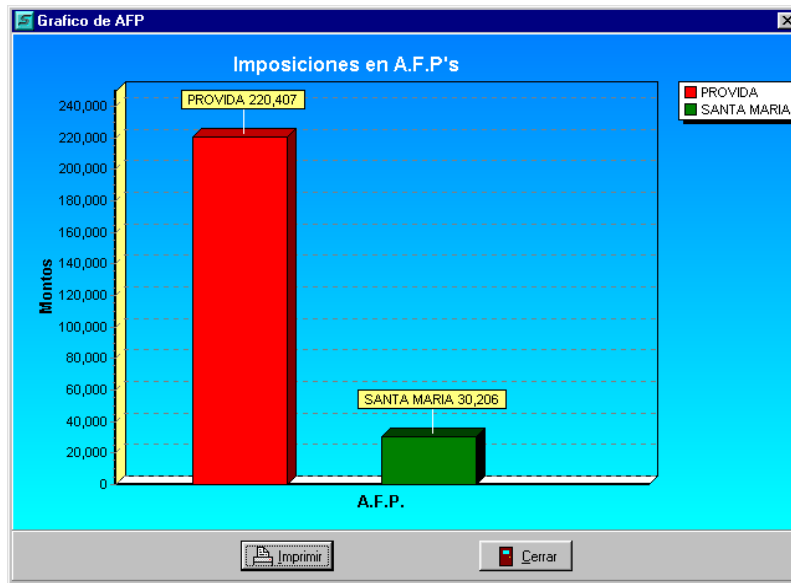 Grafico de AFP
Imposiciones en A.F.P's
PROVIDA
SANTA MARIA
PROVIDA 220,407
SANTA MARIA 30,206
Montos
240,000
220,000
200,000
180,000
160,000
140,000
120,000
100,000
80,000
60,000
40,000
20,000
0
A.F.P.
Imprimir
Cerrar